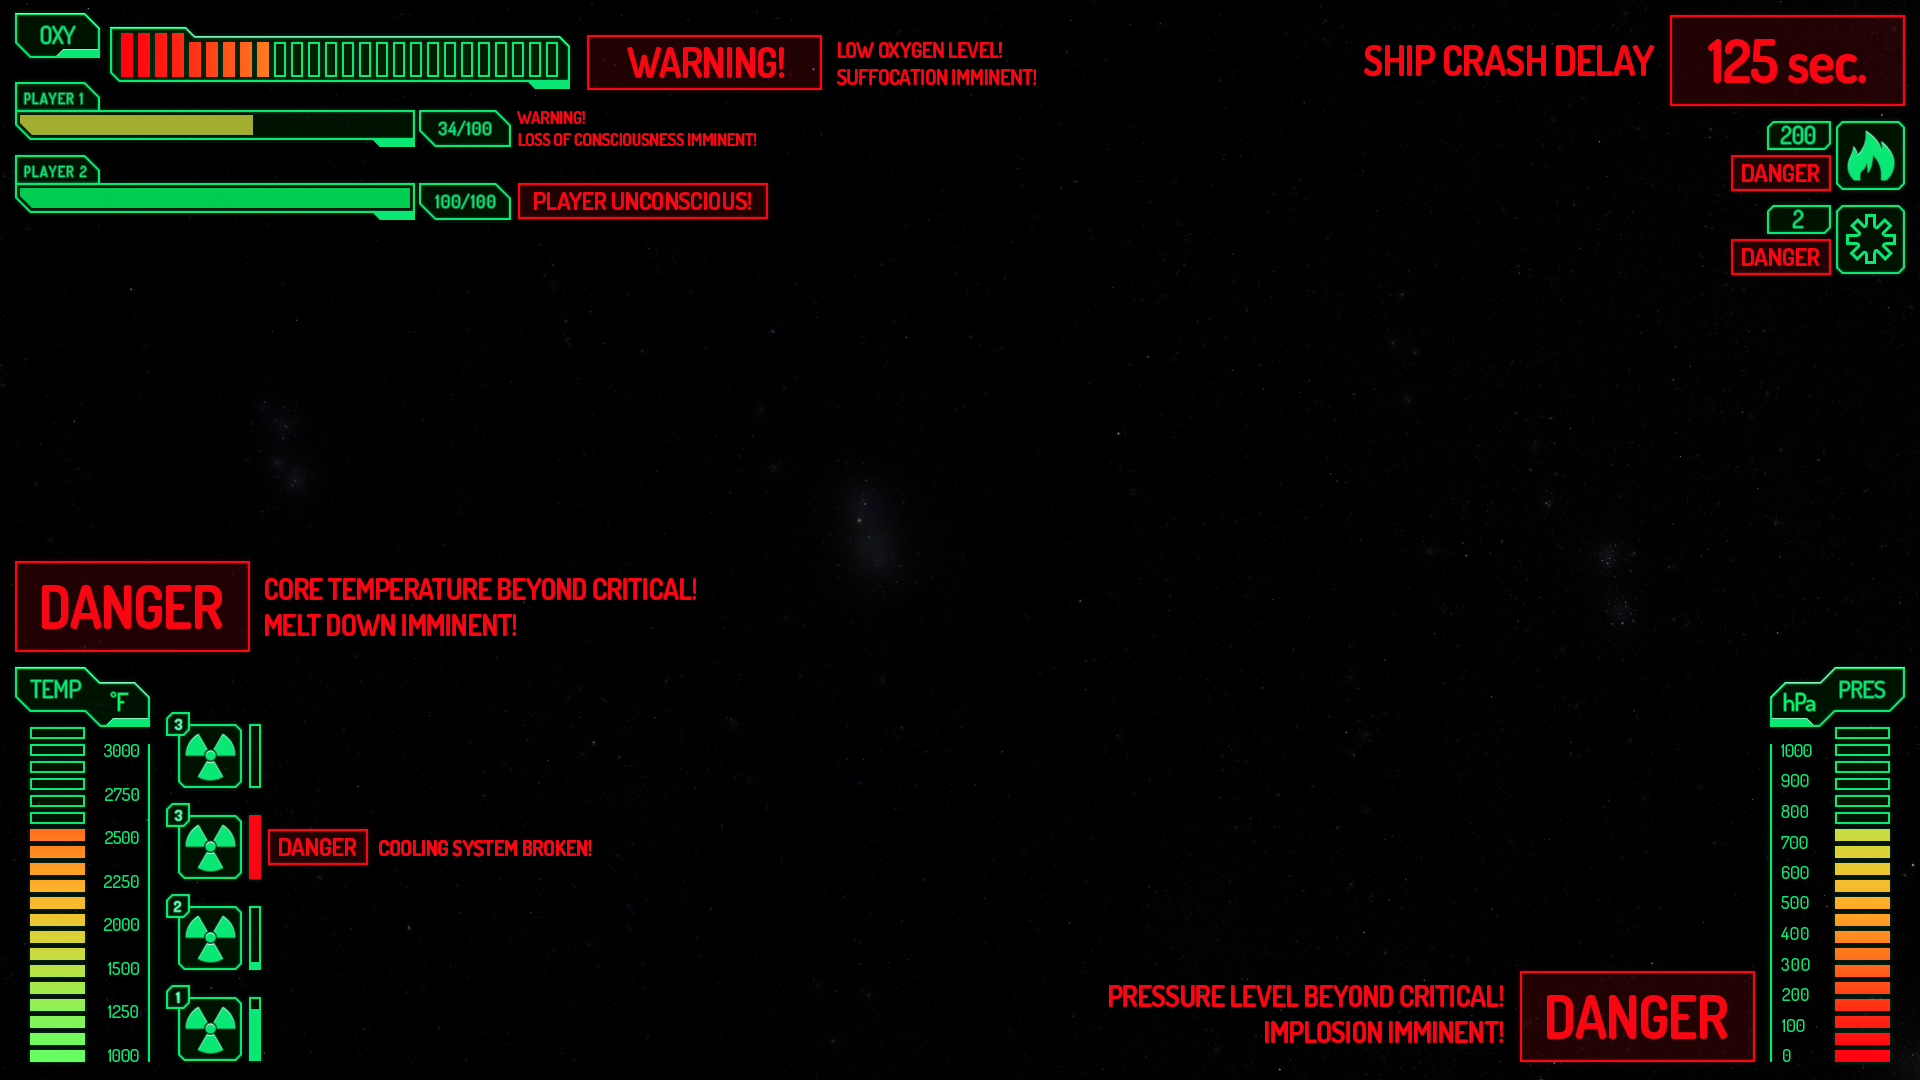 OXY
WARNING!
LOW OXYGEN LEVEL!
SUFFOCATION IMMINENT!
SHIP CRASH DELAY
125 sec.
PLAYER 1
34/100
WARNING!
LOSS OF CONSCIOUSNESS IMMINENT!
PLAYER 2
100/100
PLAYER UNCONSCIOUS!
200
DANGER
2
DANGER
DANGER
CORE TEMPERATURE BEYOND CRITICAL!
MELT DOWN IMMINENT!
TEMP
°F
3000
2750
2500
2250
2000
1500
1250
1000
3
3
DANGER
COOLING SYSTEM BROKEN!
2
1
PRES
hPa
1000
900
800
700
600
500
400
300
200
100
0
PRESSURE LEVEL BEYOND CRITICAL!
IMPLOSION IMMINENT!
DANGER